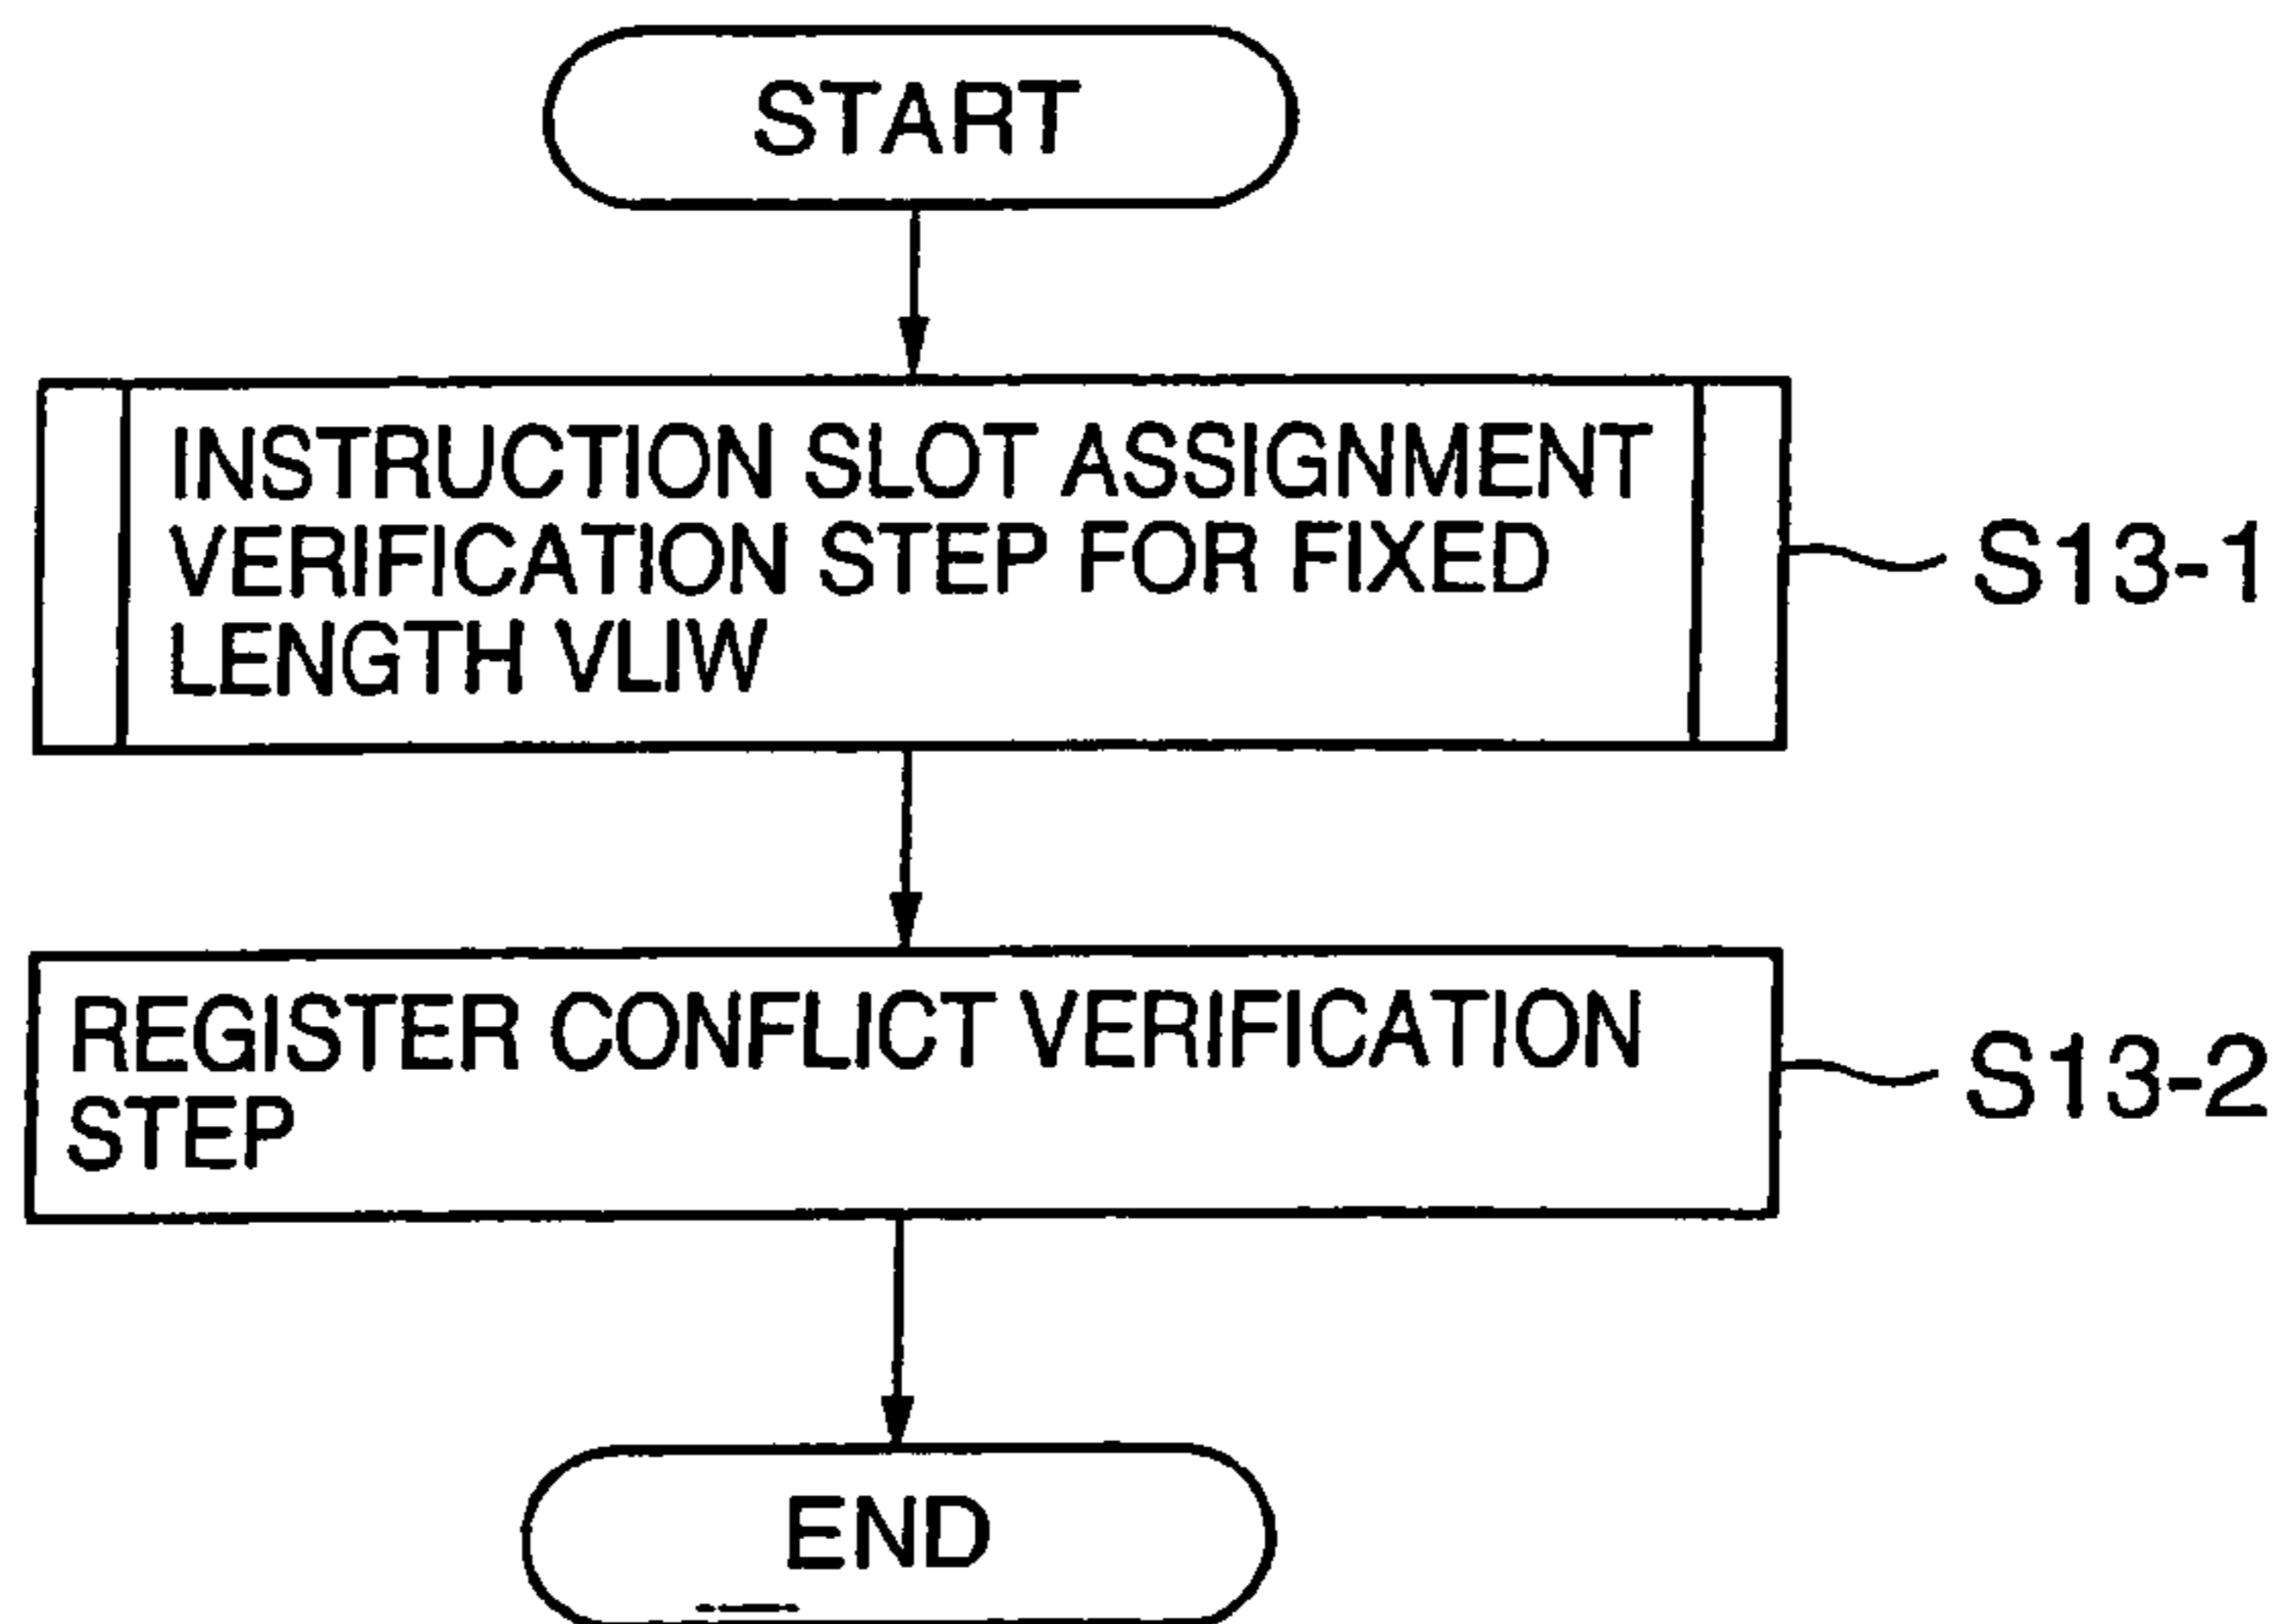 START
INSTRUCTION SLOT ASSIGNMENT
VERIFICATION STEP FOR FIXED
LENGTH VLIW
S13-1
REGISTER CONFLICT VERIFICATION
STEP
S13-2
END